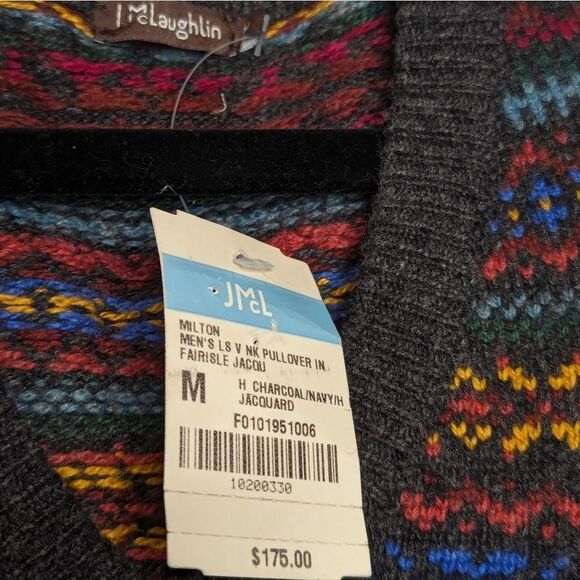 J.McLaughlin
JMcL
MILTON
MEN'S LS V NK PULLOVER IN
FAIRISLE JACQU
M
H CHARCOAL/NAVY/H
JACQUARD
F0101951006
10200330
$175.00